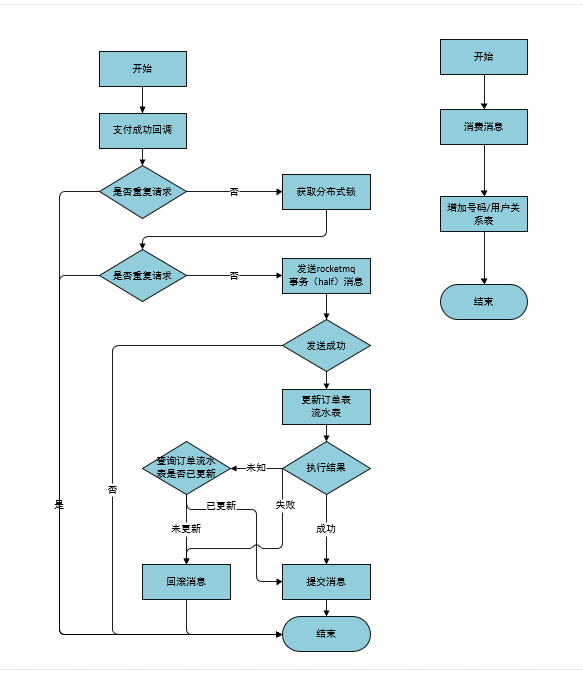 开始
支付成功回调
是否重复请求
否
获取分布式锁
是否重复请求
否
发送rocketmq
事务（half）消息
发送成功
更新订单表
流水表
执行结果
未知
查询订单流水
表是否已更新
否
是
已更新
失败
未更新
成功
回滚消息
提交消息
结束
开始
消费消息
增加号码/用户关
系表
结束